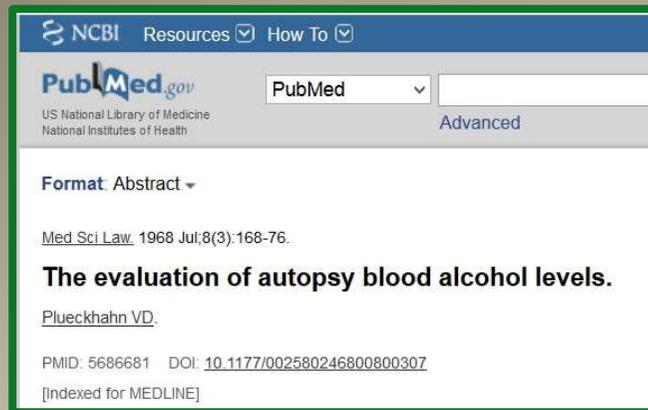 NCBI Resources How To
PubMed.gov
US National Library of Medicine
National Institutes of Health
PubMed
Advanced
Format: Abstract
Med Sci Law. 1968 Jul;8(3):168-76.
The evaluation of autopsy blood alcohol levels.
Plueckhahn VD.
PMID: 5686681 DOI: 10.1177/002580246800800307
[Indexed for MEDLINE]